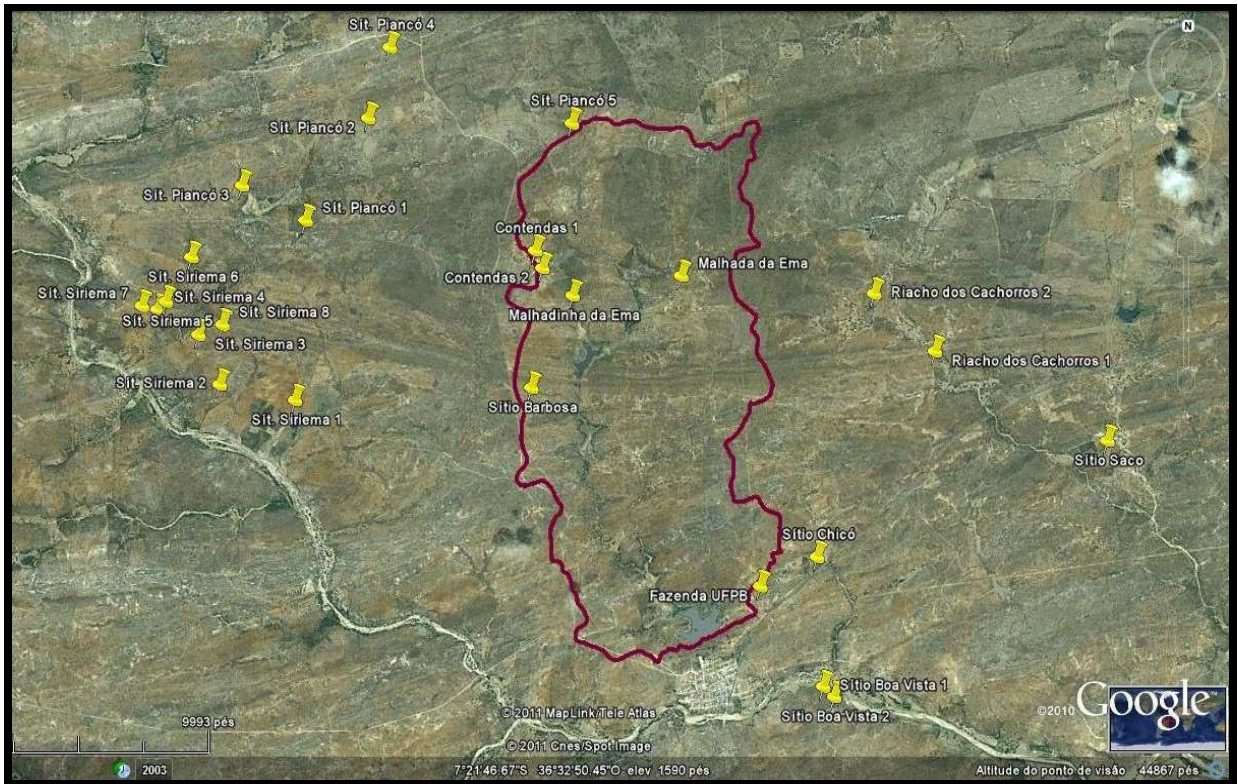 Sít. Piancó 4
N
Sít. Piancó 5
Sít. Piancó 2
Sít. Piancó 3
Sít. Piancó 1
Contendas 1
Malhada da Ema
Sít. Siriema 6
Contendas 2
Sít. Siriema 7
Sít. Siriema 4
Riacho dos Cachorros 2
Sít. Siriema 5
Sít. Siriema 8
Malhadinha da Ema
Sít. Siriema 3
Riacho dos Cachorros 1
Sít. Siriema 2
Sítio Barbosa
Sít. Siriema 1
Sítio Saco
Sítio Chicó
Fazenda UFPB
Sítio Boa Vista 1
Sítio Boa Vista 2
©2010 Google
9993 pés
© 2011 MapLink/Tele Atlas
© 2011 Cnes/Spot Image
2003
7°21'46.67"S 36°32'50.45"O elev 1590 pés
Altitude do ponto de visão 44867 pés